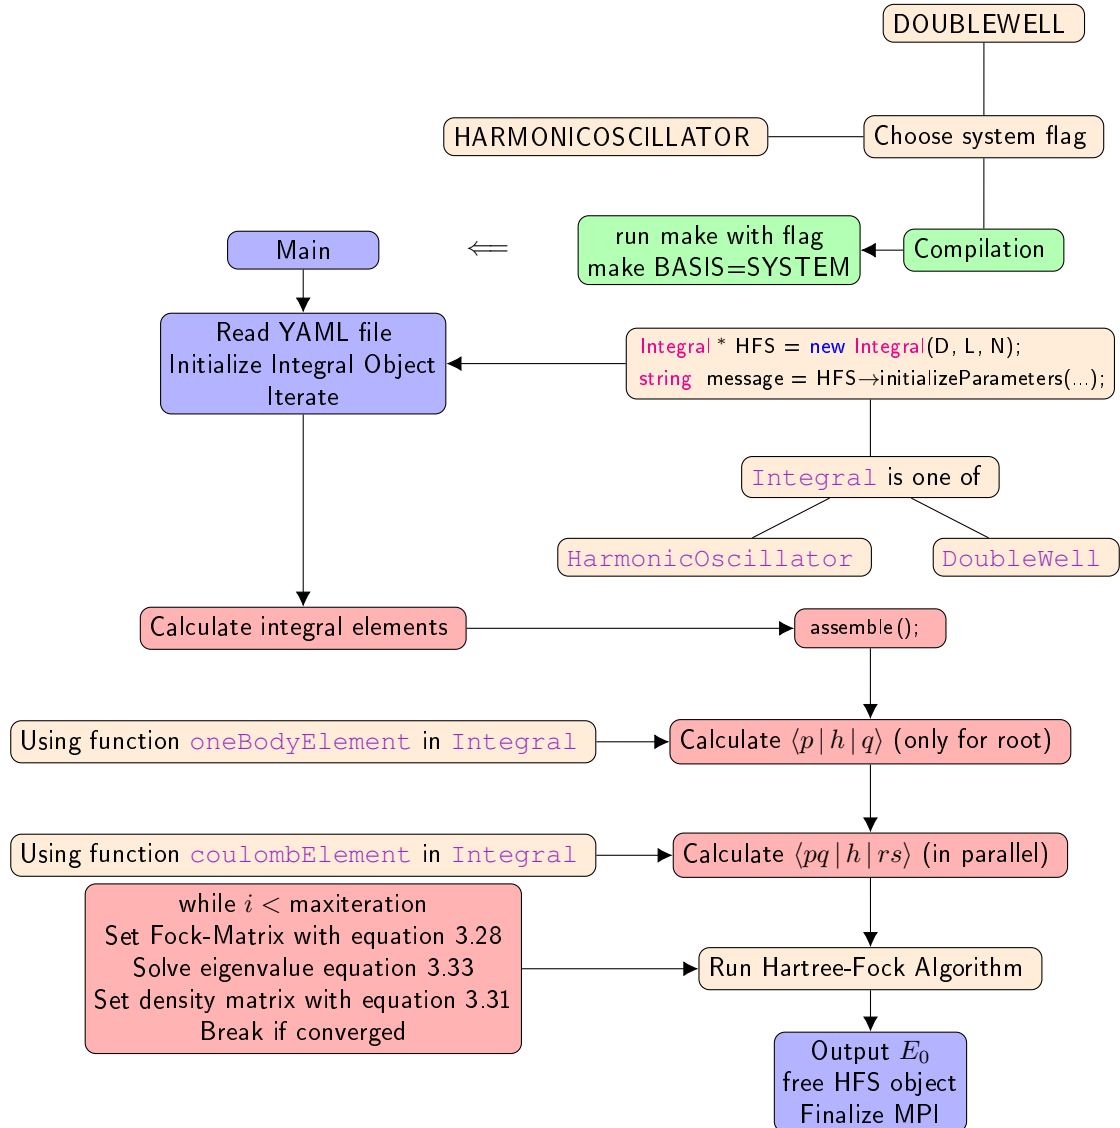 DOUBLEWELL
HARMONICOSCILLATOR
Choose system flag
Main
⟸
run make with flag
make BASIS=SYSTEM
Compilation
Read YAML file
Initialize Integral Object
Iterate
Integral * HFS = new Integral(D, L, N);
string message = HFS→initializeParameters(...);
Integral is one of
HarmonicOscillator
DoubleWell
Calculate integral elements
assemble();
Using function oneBodyElement in Integral
Calculate ⟨p | h | q⟩ (only for root)
Using function coulombElement in Integral
Calculate ⟨pq | h | rs⟩ (in parallel)
while i < maxiteration
Set Fock-Matrix with equation 3.28
Solve eigenvalue equation 3.33
Set density matrix with equation 3.31
Break if converged
Run Hartree-Fock Algorithm
Output E₀
free HFS object
Finalize MPI